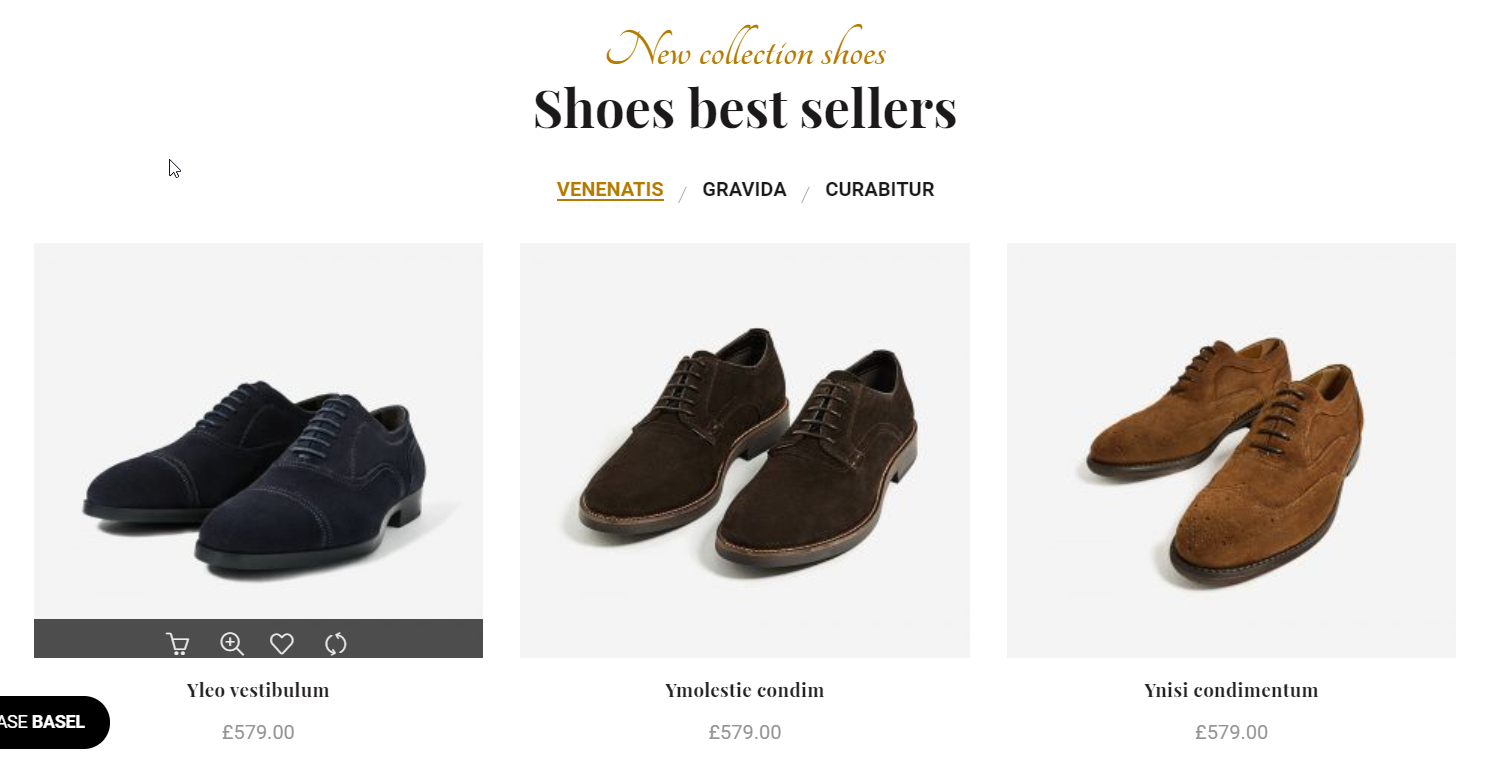 New collection shoes
Shoes best sellers
VENENATIS / GRAVIDA / CURABITUR
Yleo vestibulum
Ymolestie condim
Ynisi condimentum
£579.00
£579.00
£579.00
ASE BASEL